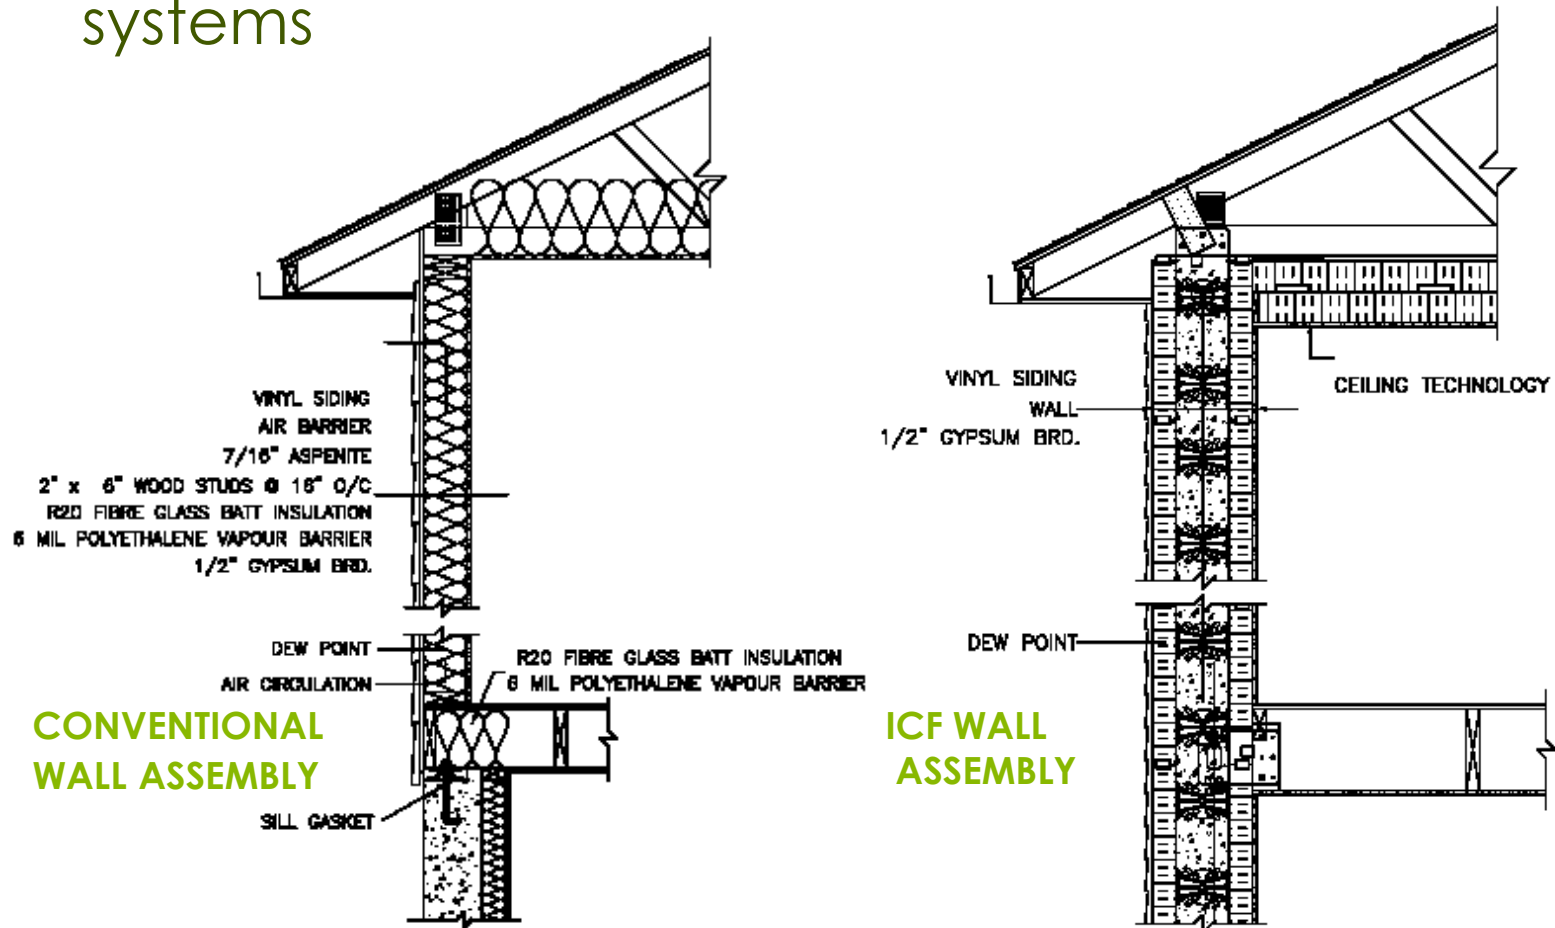 systems
VINYL SIDING
AIR BARRIER
7/16" ASPENITE
2" x 6" WOOD STUDS @ 16" O/C
R20 FIBRE GLASS BATT INSULATION
6 MIL POLYETHALENE VAPOUR BARRIER
1/2" GYPSUM BRD.
DEW POINT
AIR CIRCULATION
R20 FIBRE GLASS BATT INSULATION
6 MIL POLYETHALENE VAPOUR BARRIER
CONVENTIONAL
WALL ASSEMBLY
SILL GASKET
VINYL SIDING
WALL
1/2" GYPSUM BRD.
CEILING TECHNOLOGY
DEW POINT
ICF WALL
ASSEMBLY